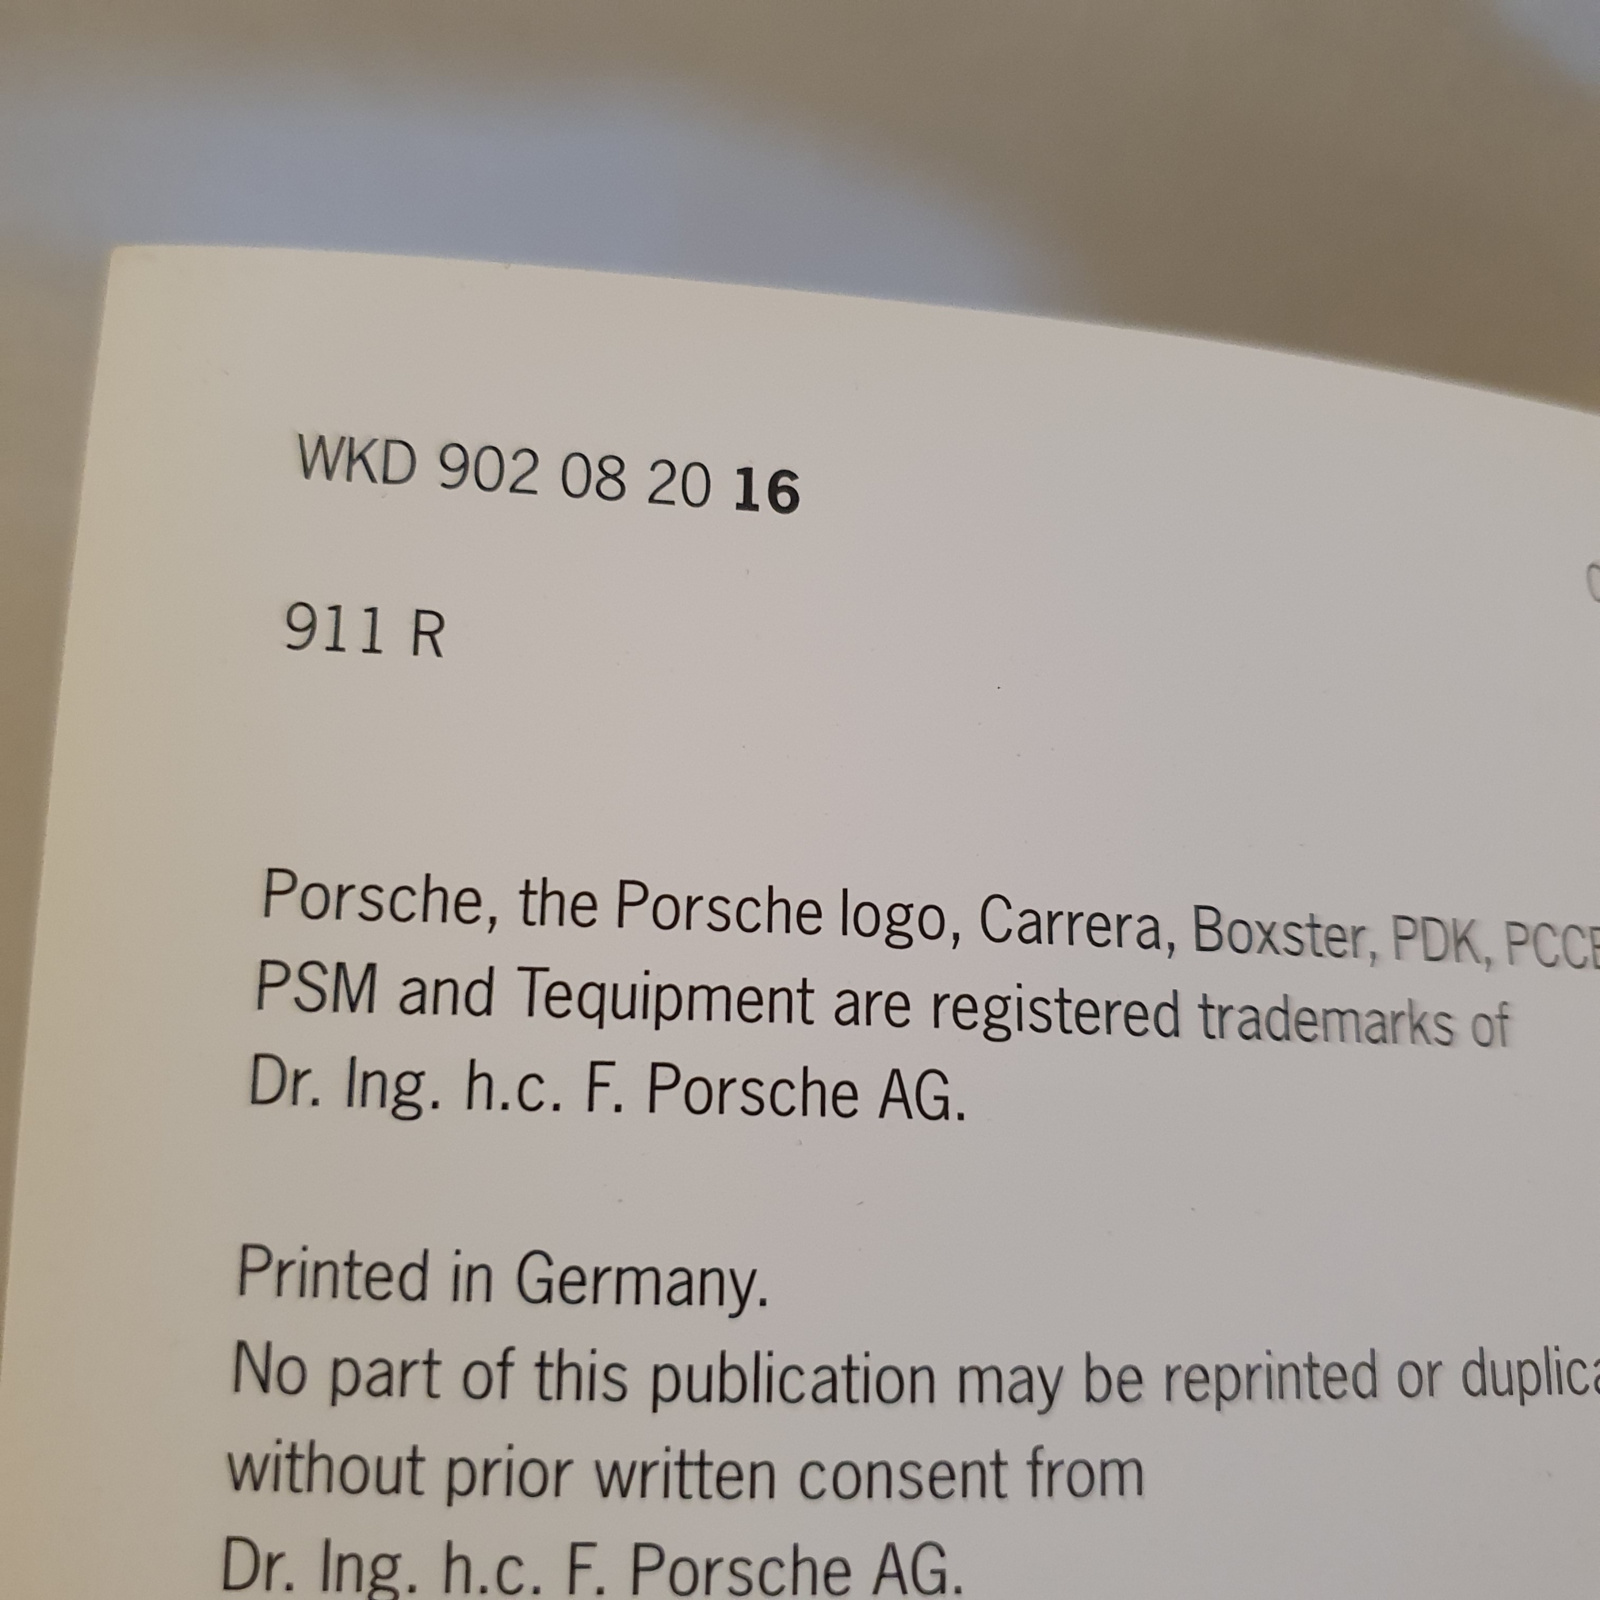 WKD 902 08 20 16
911 R
Porsche, the Porsche logo, Carrera, Boxster, PDK, PCCB
PSM and Tequipment are registered trademarks of
Dr. Ing. h.c. F. Porsche AG.
Printed in Germany.
No part of this publication may be reprinted or
without prior written consent from
Dr. Ing. h.c. F. Porsche AG.